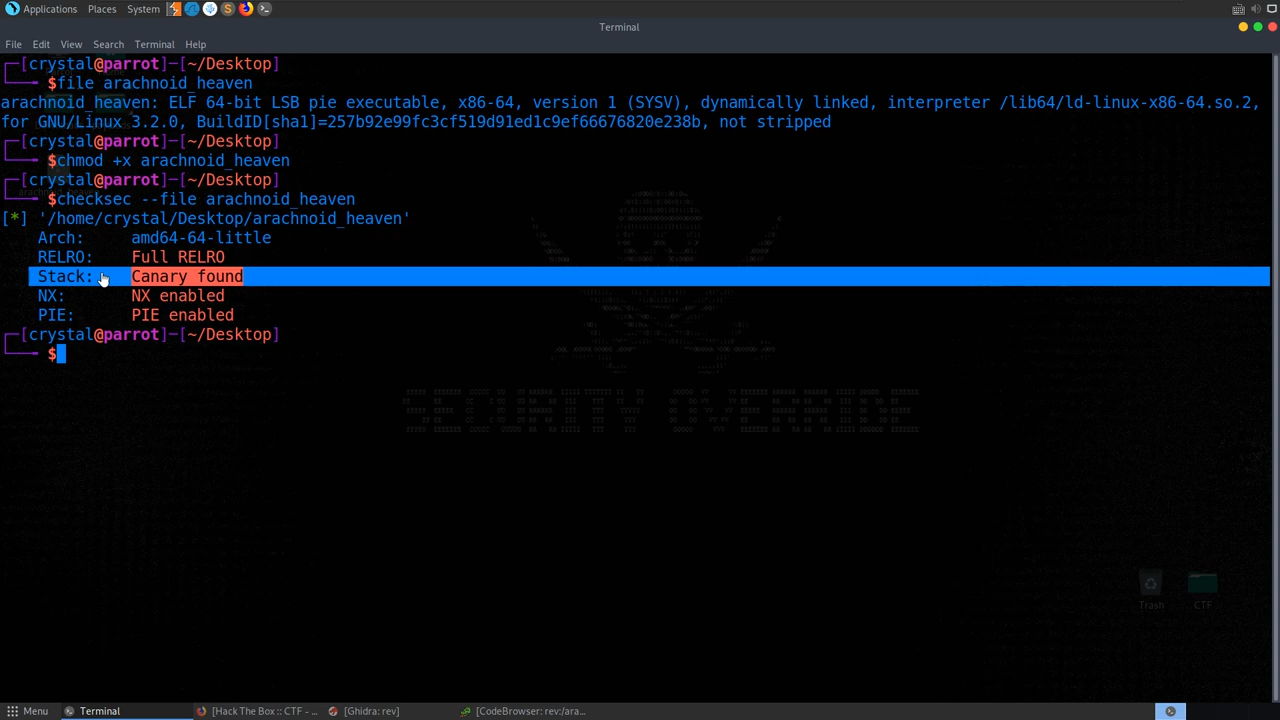 Applications Places System
Terminal
File Edit View Search Terminal Help
┌─[crystal@parrot]─[~/Desktop]
└──╼ $file arachnoid_heaven
arachnoid_heaven: ELF 64-bit LSB pie executable, x86-64, version 1 (SYSV), dynamically linked, interpreter /lib64/ld-linux-x86-64.so.2,
for GNU/Linux 3.2.0, BuildID[sha1]=257b92e99fc3cf519d91ed1c9ef66676820e238b, not stripped
┌─[crystal@parrot]─[~/Desktop]
└──╼ $chmod +x arachnoid_heaven
┌─[crystal@parrot]─[~/Desktop]
└──╼ $checksec --file arachnoid_heaven
[*] '/home/crystal/Desktop/arachnoid_heaven'
Arch: amd64-64-little
RELRO: Full RELRO
Stack: Canary found
NX: NX enabled
PIE: PIE enabled
┌─[crystal@parrot]─[~/Desktop]
└──╼ $
Trash CTF
Menu Terminal [Hack The Box :: CTF - ... [Ghidra: rev] [CodeBrowser: rev:/ara...